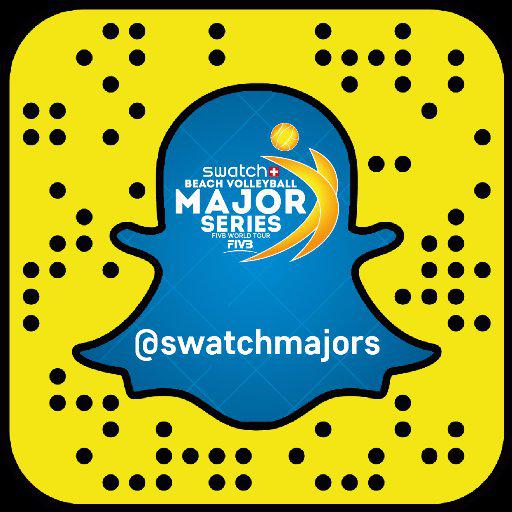 swatch+
BEACH VOLLEYBALL
MAJOR
SERIES
FIVB WORLD TOUR
FIVB
@swatchmajors